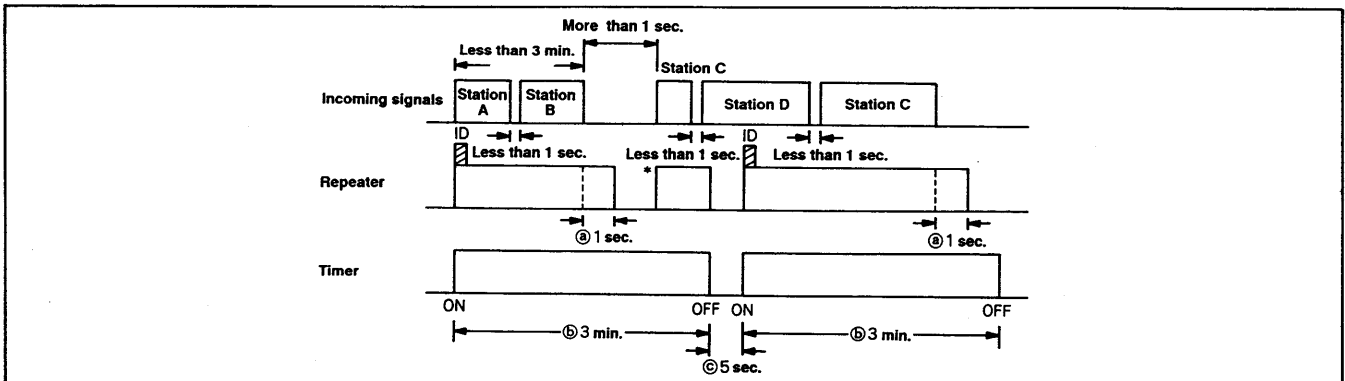 More than 1 sec.
Less than 3 min.
Station C
Incoming signals
Station A
Station B
Station D
Station C
ID
Less than 1 sec.
Less than 1 sec.
ID
Less than 1 sec.
Repeater
*
ⓐ 1 sec.
ⓐ 1 sec.
Timer
ON
OFF
ON
OFF
ⓑ 3 min.
ⓑ 3 min.
ⓒ 5 sec.